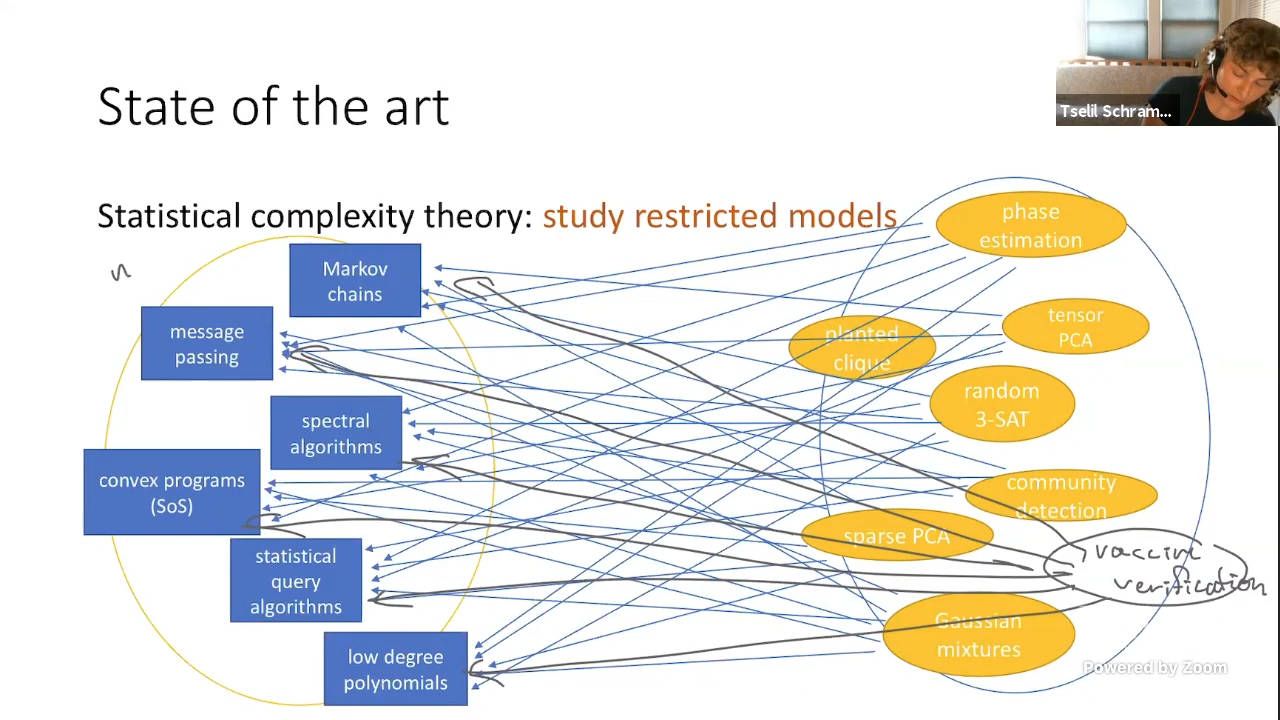 State of the art
Tselil Schram...
Statistical complexity theory: study restricted models
n
Markov
chains
message
passing
spectral
algorithms
convex programs
(SoS)
statistical
query
algorithms
low degree
polynomials
phase
estimation
tensor
PCA
planted
clique
random
3-SAT
community
detection
sparse PCA
vaccine
verification
Gaussian
mixtures
Powered by Zoom